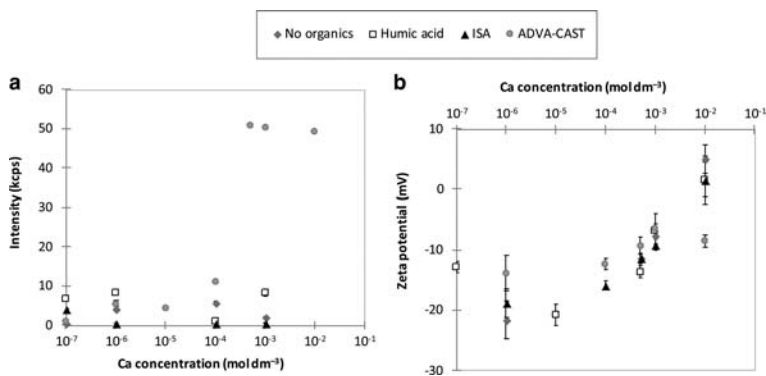 No organics Humic acid ISA ADVA-CAST
a
60
50
40
30
20
10
0
Intensity (kcps)
10⁻⁷ 10⁻⁶ 10⁻⁵ 10⁻⁴ 10⁻³ 10⁻² 10⁻¹
Ca concentration (mol dm⁻³)
b
Ca concentration (mol dm⁻³)
10⁻⁷ 10⁻⁶ 10⁻⁵ 10⁻⁴ 10⁻³ 10⁻² 10⁻¹
10
0
-10
-20
-30
Zeta potential (mV)